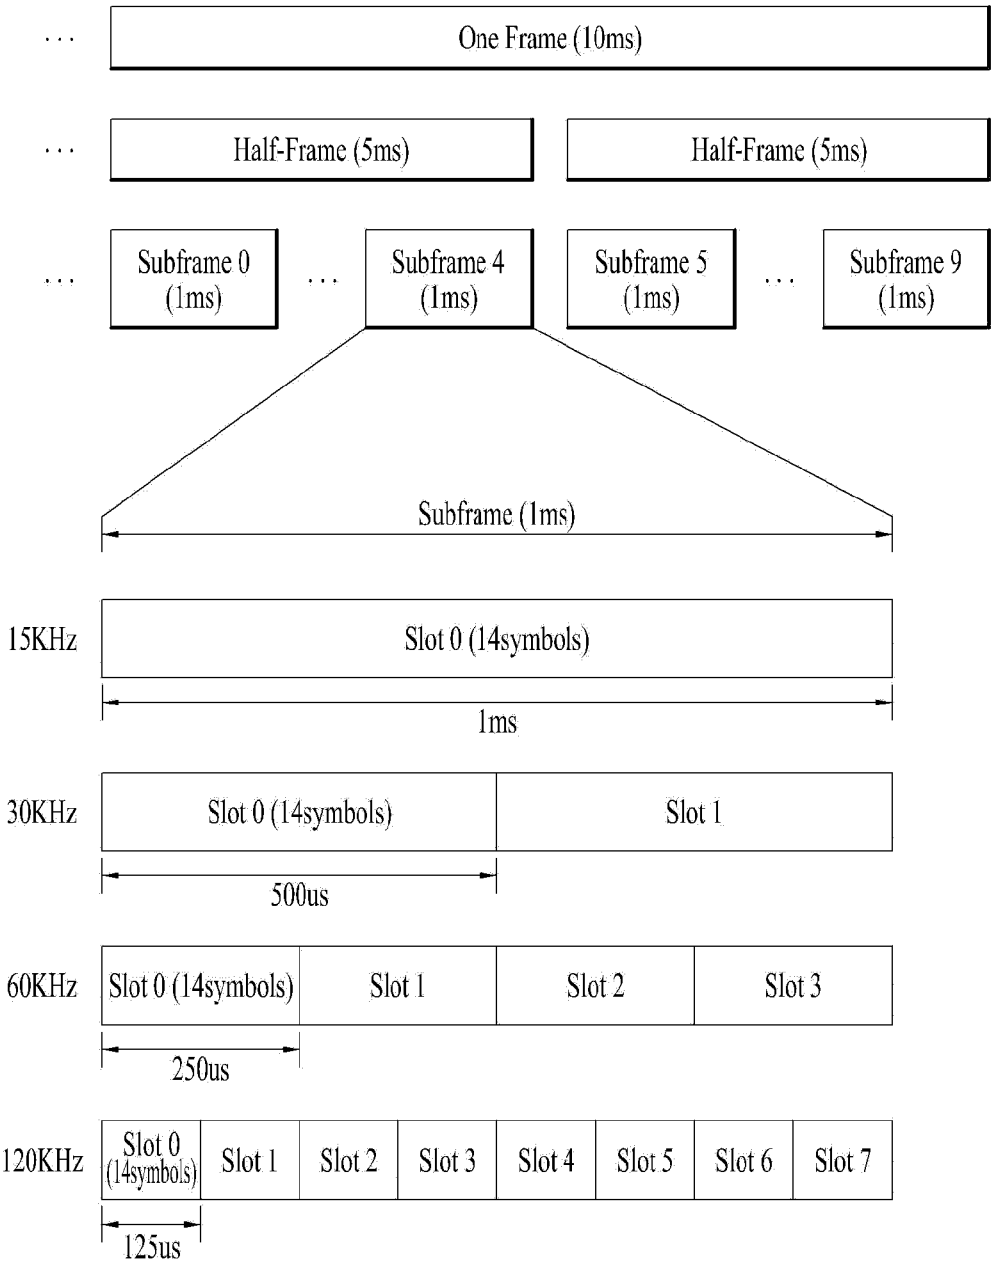 ... One Frame (10ms)
... Half-Frame (5ms) Half-Frame (5ms)
... Subframe 0 (1ms) ... Subframe 4 (1ms) Subframe 5 (1ms) ... Subframe 9 (1ms)
Subframe (1ms)
15KHz Slot 0 (14symbols)
1ms
30KHz Slot 0 (14symbols) Slot 1
500us
60KHz Slot 0 (14symbols) Slot 1 Slot 2 Slot 3
250us
120KHz Slot 0 (14symbols) Slot 1 Slot 2 Slot 3 Slot 4 Slot 5 Slot 6 Slot 7
125us